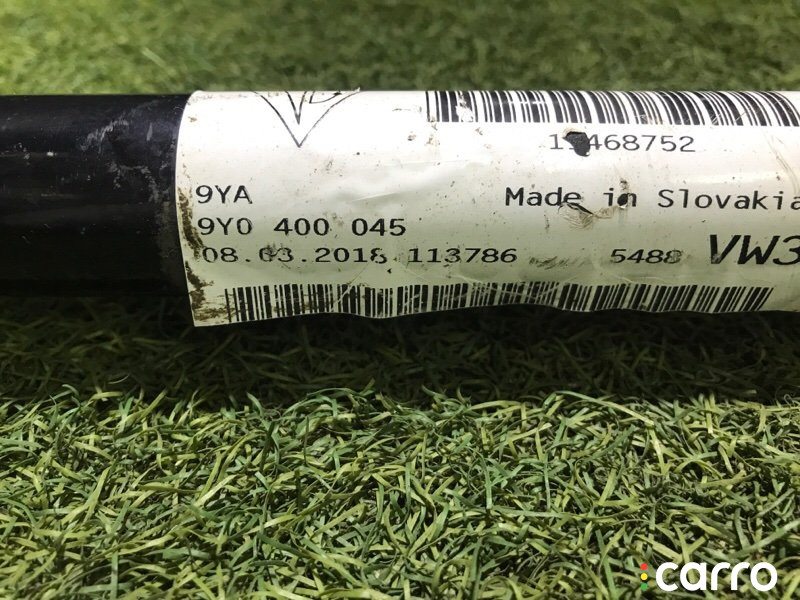 9YA Made in Slovakia
9Y0 400 045
08.03.2018 113786 5488 VW3
carro